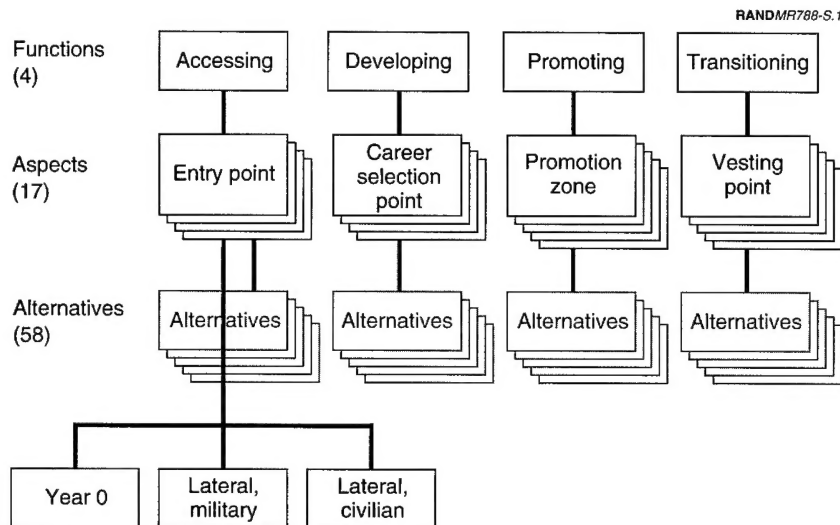 RANDMR788-S.1
Functions
(4)
Accessing
Developing
Promoting
Transitioning
Aspects
(17)
Entry point
Career
selection
point
Promotion
zone
Vesting
point
Alternatives
(58)
Alternatives
Alternatives
Alternatives
Alternatives
Year 0
Lateral,
military
Lateral,
civilian